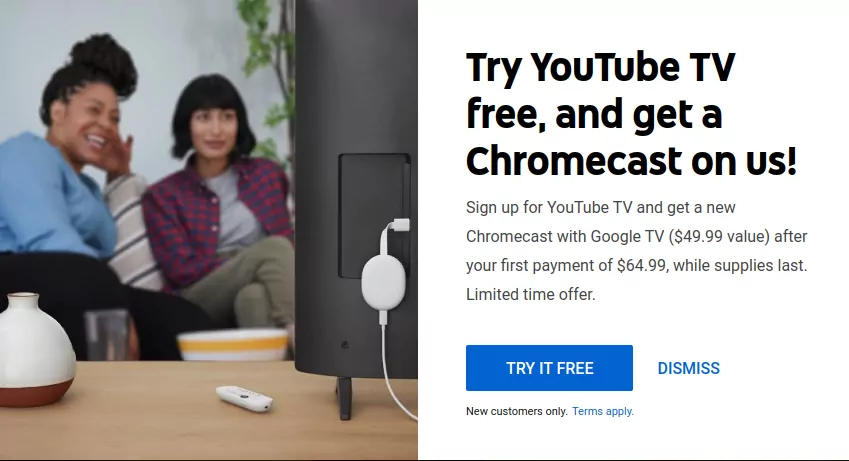 Try YouTube TV
free, and get a
Chromecast on us!
Sign up for YouTube TV and get a new
Chromecast with Google TV ($49.99 value) after
your first payment of $64.99, while supplies last.
Limited time offer.
TRY IT FREE DISMISS
New customers only. Terms apply.